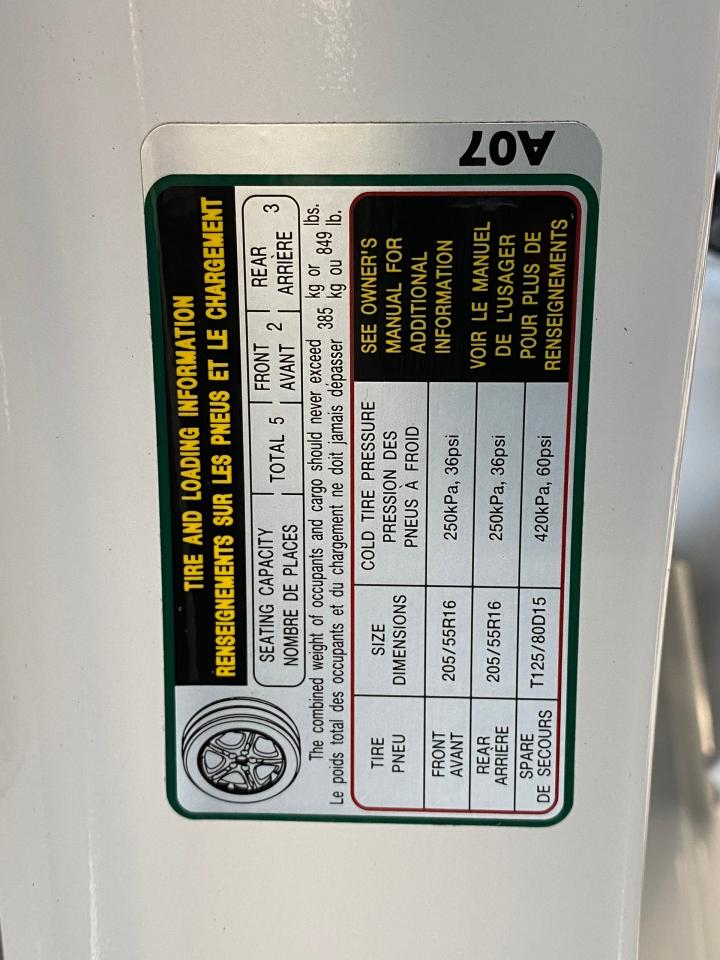 A07
TIRE AND LOADING INFORMATION
RENSEIGNEMENTS SUR LES PNEUS ET LE CHARGEMENT
SEATING CAPACITY
NOMBRE DE PLACES
TOTAL 5
FRONT
AVANT 2
REAR
ARRIÈRE 3
The combined weight of occupants and cargo should never exceed 385 kg or 849 lbs.
Le poids total des occupants et du chargement ne doit jamais dépasser 385 kg ou 849 lb.
TIRE
PNEU
SIZE
DIMENSIONS
COLD TIRE PRESSURE
PRESSION DES
PNEUS À FROID
FRONT
AVANT
205/55R16
250kPa, 36psi
REAR
ARRIÈRE
205/55R16
250kPa, 36psi
SPARE
DE SECOURS
T125/80D15
420kPa, 60psi
SEE OWNER'S
MANUAL FOR
ADDITIONAL
INFORMATION
VOIR LE MANUEL
DE L'USAGER
POUR PLUS DE
RENSEIGNEMENTS